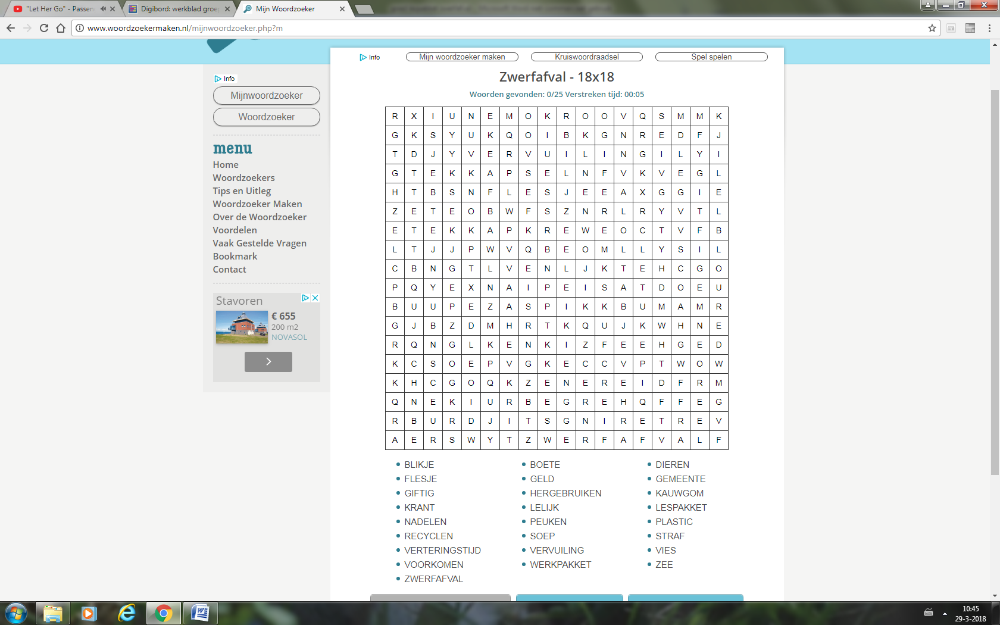 "Let Her Go" - Passen
Digibord: werkblad groe
Mijn Woordzoeker
www.woordzoekermaken.nl/mijnwoordzoeker.php?m
Info
Mijn woordzoeker maken
Kruiswoordraadsel
Spel spelen
Info
Mijnwoordzoeker
Woordzoeker
menu
Home
Woordzoekers
Tips en Uitleg
Woordzoeker Maken
Over de Woordzoeker
Voordelen
Vaak Gestelde Vragen
Bookmark
Contact
Stavoren
€ 655
200 m2
NOVASOL
Zwerfafval - 18x18
Woorden gevonden: 0/25 Verstreken tijd: 00:05
R X I U N E M O K R O O V Q S M M K
G K S Y U K Q O I B K G N R E D F J
T D J Y V E R V U I L I N G I L Y I
G T E K K A P S E L N F V K V E G L
H T B S N F L E S J E E A X G G I E
Z E T E O B W F S Z N R L R Y V T L
E T E K K A P K R E W E O C T V F B
L T J J P W V Q B E O M L L Y S I L
C B N G T L V E N L J K T E H C G O
P Q Y E X N A I P E I S A T D O E U
B U U P E Z A S P I K K B U M A M R
G J B Z D M H R T K Q U J K W H N E
R Q N G L K E N K I Z F E E H G E D
K C S O E P V G K E C C V P T W O W
K H C G O Q K Z E N E R E I D F R M
Q N E K I U R B E G R E H Q F F E G
R B U R D J I T S G N I R E T R E V
A E R S W Y T Z W E R F A F V A L F
BLIKJE
BOETE
DIEREN
FLESJE
GELD
GEMEENTE
GIFTIG
HERGEBRUIKEN
KAUWGOM
KRANT
LELIJK
LESPAKKET
NADELEN
PEUKEN
PLASTIC
RECYCLEN
SOEP
STRAF
VERTERINGSTIJD
VERVUILING
VIES
VOORKOMEN
WERKPAKKET
ZEE
ZWERFAFVAL
10:45
29-3-2018